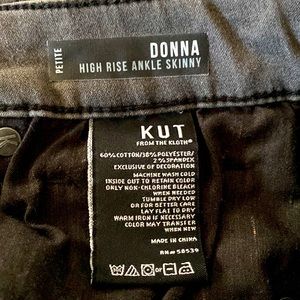 PETITE
DONNA
HIGH RISE ANKLE SKINNY
KUT
FROM THE KLOTH®
60%COTTON/38%POLYESTER/
2%SPANDEX
EXCLUSIVE OF DECORATION
MACHINE WASH COLD
INSIDE OUT TO RETAIN COLOR
ONLY NON-CHLORINE BLEACH
WHEN NEEDED
TUMBLE DRY LOW
OR FOR BETTER CARE
LAY FLAT TO DRY
WARM IRON IF NECESSARY
COLOR MAY TRANSFER
WHEN NEW
MADE IN CHINA
RN# 58539
OR